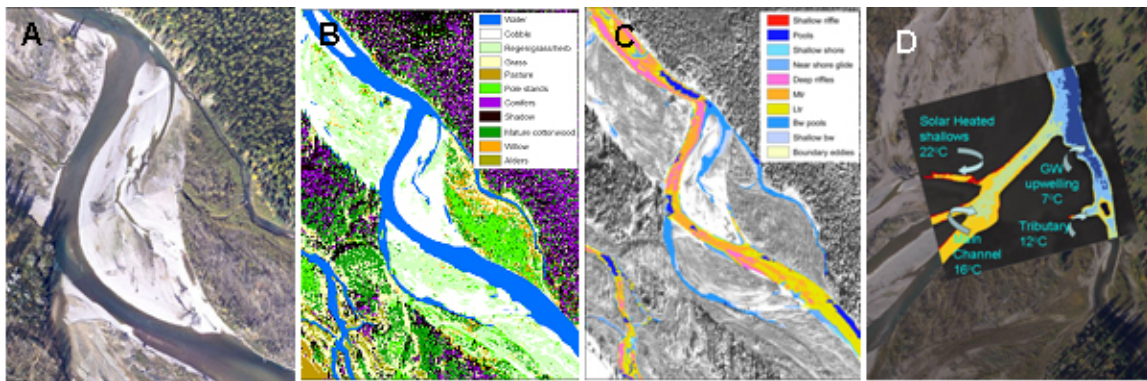 A
B
Water
Cobble
Regen/grass/herb
Grass
Pasture
Pole stands
Conifers
Shadow
Mature cottonwood
Willow
Alders
C
Shallow riffle
Pools
Shallow shore
Near shore glide
Deep riffles
Mtr
Ltr
Bw pools
Shallow bw
Boundary eddies
D
Solar Heated
shallows
22°C
GW
upwelling
7°C
Tributary
12°C
Main
Channel
16°C